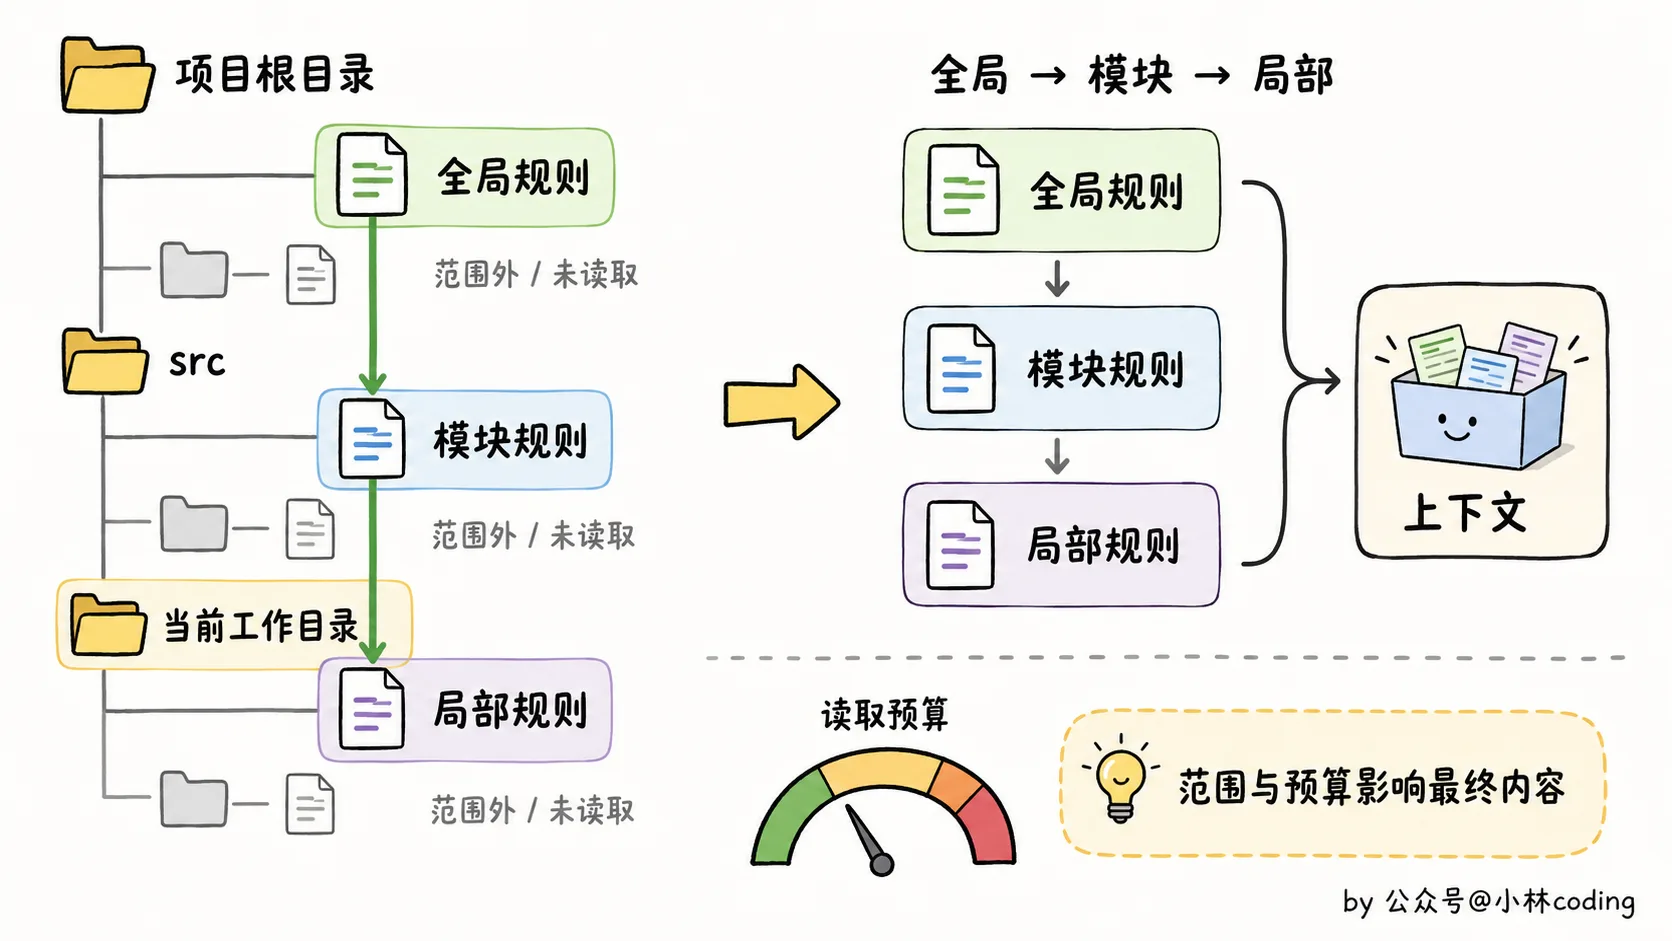 项目根目录
全局规则
范围外 / 未读取
src
模块规则
范围外 / 未读取
当前工作目录
局部规则
范围外 / 未读取
全局 → 模块 → 局部
全局规则
模块规则
局部规则
上下文
读取预算
范围与预算影响最终内容
by 公众号@小林coding